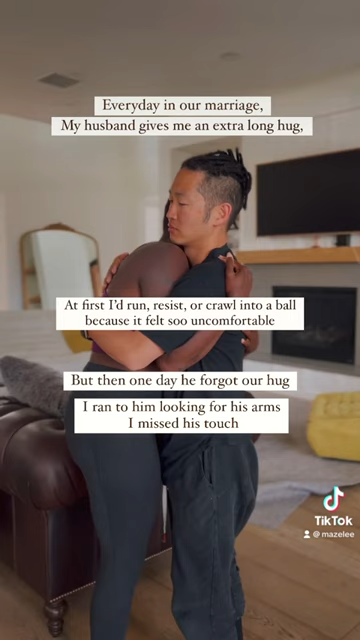 Everyday in our marriage,
My husband gives me an extra long hug,
At first I'd run, resist, or crawl into a ball
because it felt soo uncomfortable
But then one day he forgot our hug
I ran to him looking for his arms
I missed his touch
TikTok
@mazelee